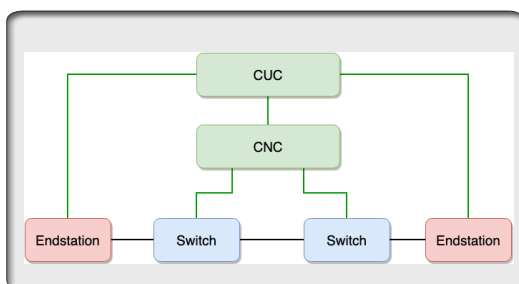 CUC
CNC
Endstation
Switch
Switch
Endstation